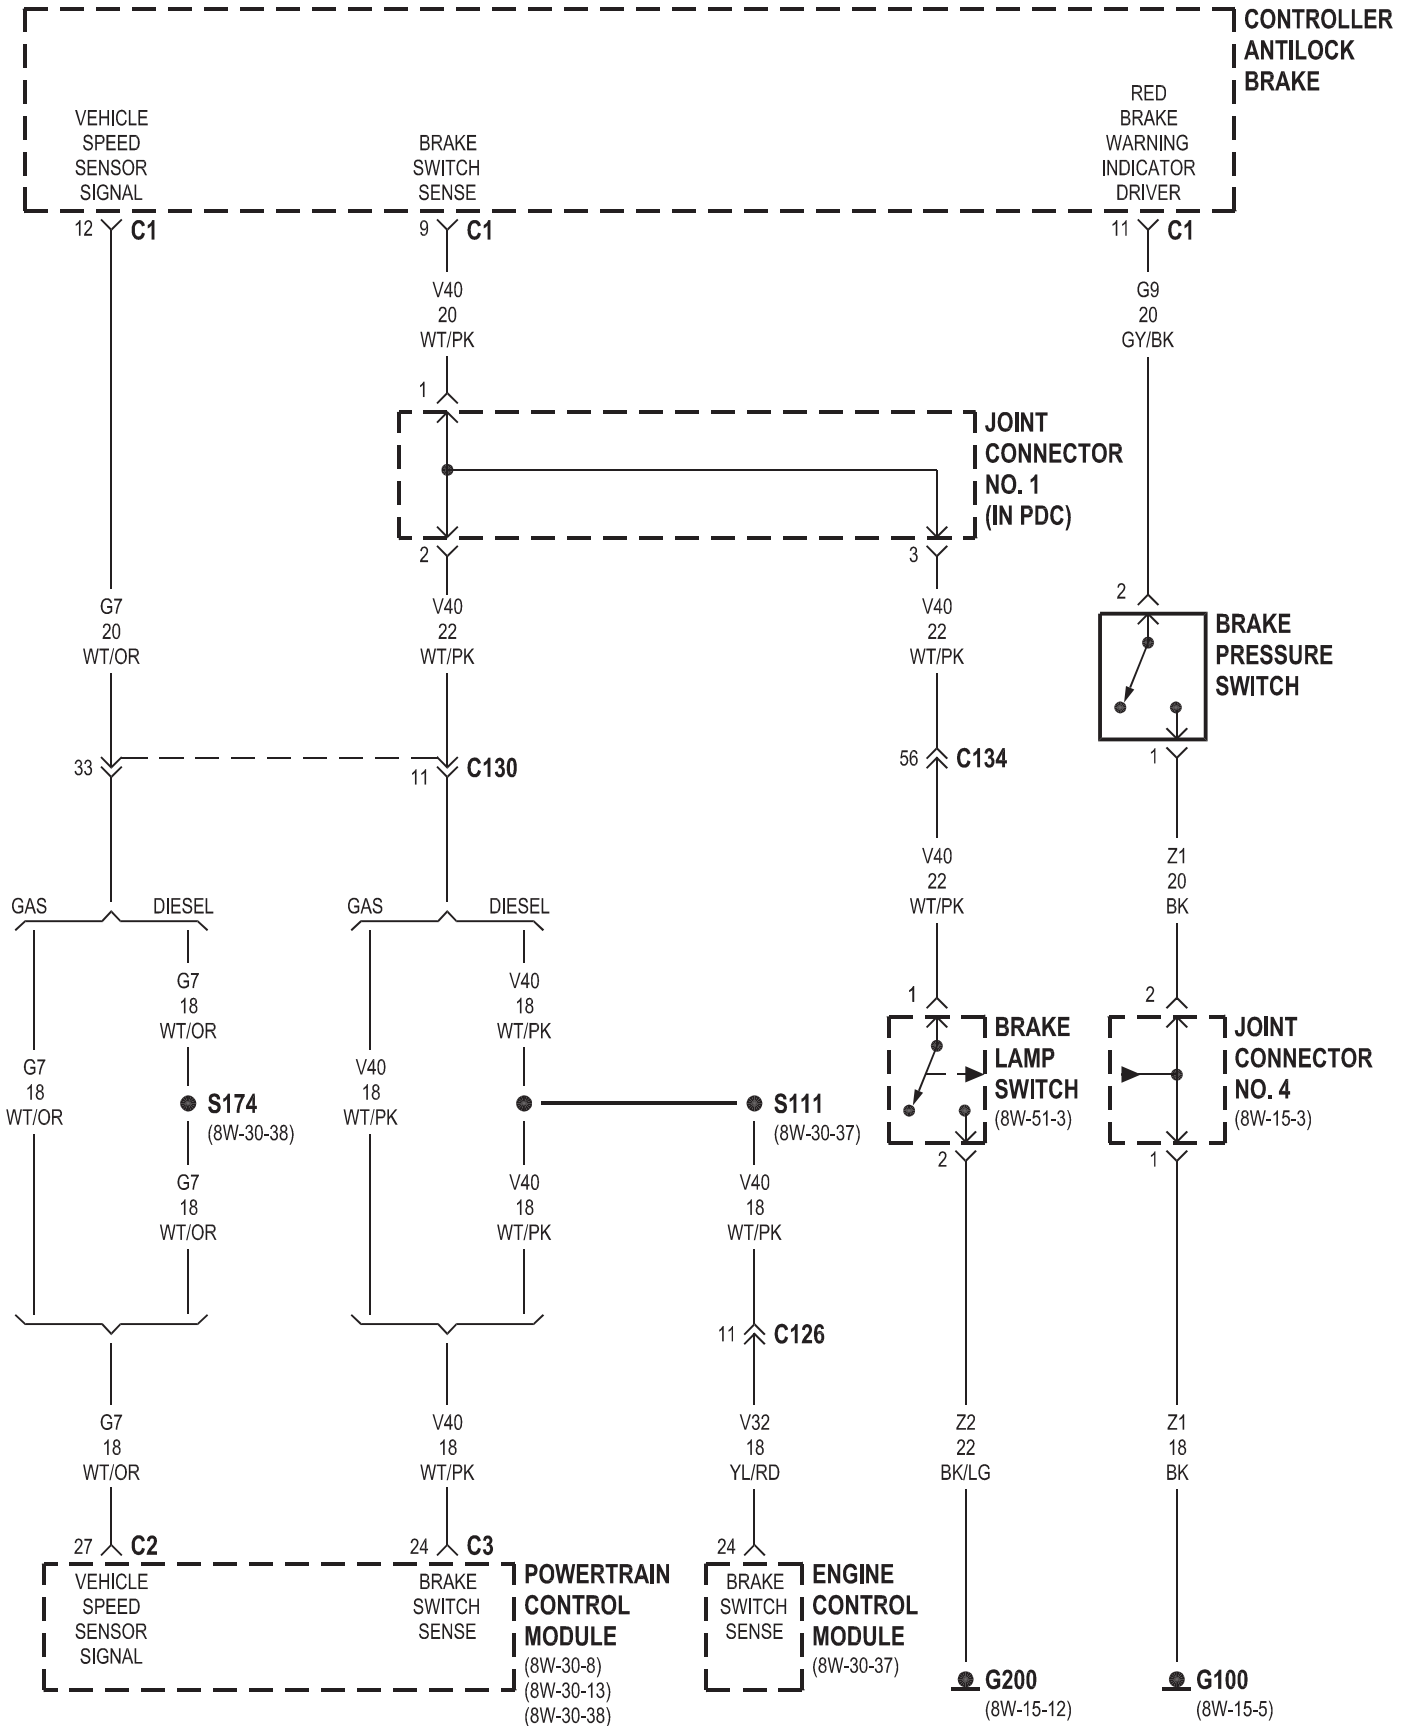 CONTROLLER
ANTILOCK
BRAKE
VEHICLE
SPEED
SENSOR
SIGNAL
BRAKE
SWITCH
SENSE
RED
BRAKE
WARNING
INDICATOR
DRIVER
12 C1
9 C1
11 C1
V40
20
WT/PK
G9
20
GY/BK
1
JOINT
CONNECTOR
NO. 1
(IN PDC)
2
3
G7
20
WT/OR
V40
22
WT/PK
V40
22
WT/PK
2
BRAKE
PRESSURE
SWITCH
1
33
11 C130
56 C134
V40
22
WT/PK
Z1
20
BK
GAS
DIESEL
GAS
DIESEL
G7
18
WT/OR
V40
18
WT/PK
G7
18
WT/OR
V40
18
WT/PK
S174
(8W-30-38)
S111
(8W-30-37)
1
BRAKE
LAMP
SWITCH
(8W-51-3)
2
2
JOINT
CONNECTOR
NO. 4
(8W-15-3)
1
G7
18
WT/OR
V40
18
WT/PK
V40
18
WT/PK
11 C126
G7
18
WT/OR
V40
18
WT/PK
V32
18
YL/RD
Z2
22
BK/LG
Z1
18
BK
27 C2
24 C3
24
VEHICLE
SPEED
SENSOR
SIGNAL
BRAKE
SWITCH
SENSE
POWERTRAIN
CONTROL
MODULE
(8W-30-8)
(8W-30-13)
(8W-30-38)
BRAKE
SWITCH
SENSE
ENGINE
CONTROL
MODULE
(8W-30-37)
G200
(8W-15-12)
G100
(8W-15-5)